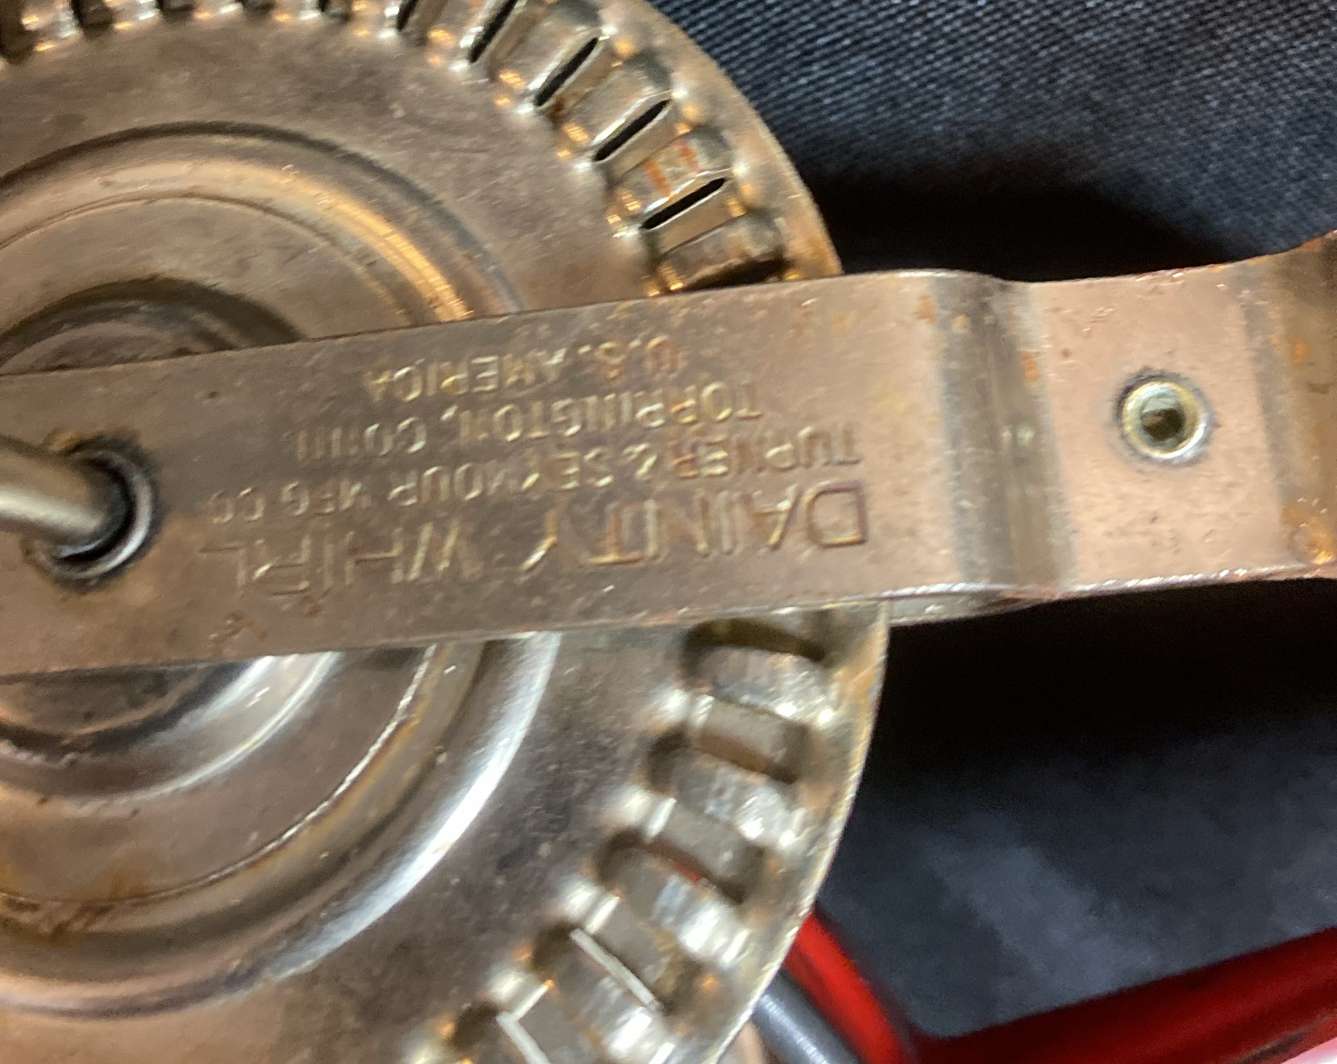 DAINTY WHIRL
TURNER & SEYMOUR MFG CO.
TORRINGTON, CONN.
U.S. AMERICA